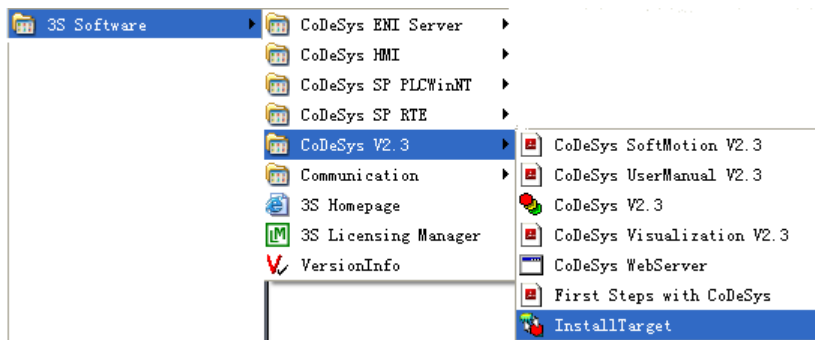 3S Software
CoDeSys ENI Server
CoDeSys HMI
CoDeSys SP PLCWinNT
CoDeSys SP RTE
CoDeSys V2.3
Communication
3S Homepage
3S Licensing Manager
VersionInfo
CoDeSys SoftMotion V2.3
CoDeSys UserManual V2.3
CoDeSys V2.3
CoDeSys Visualization V2.3
CoDeSys WebServer
First Steps with CoDeSys
InstallTarget